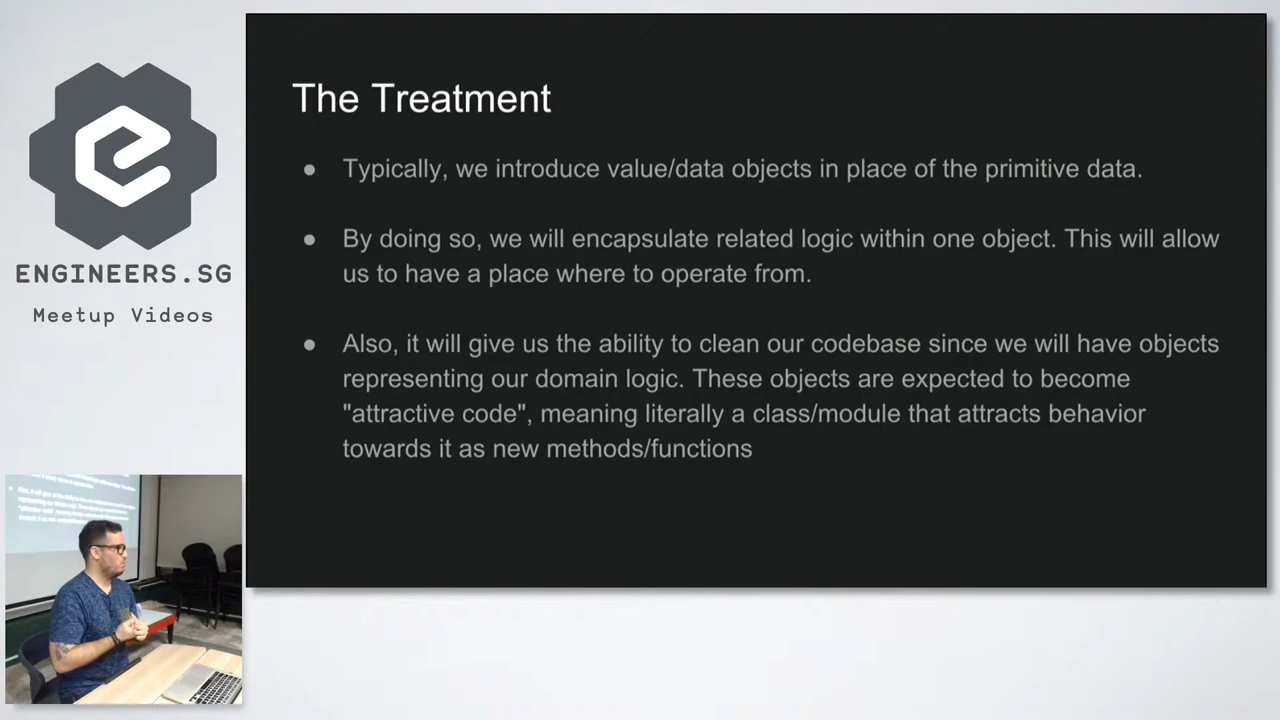 ENGINEERS.SG
Meetup Videos
The Treatment
● Typically, we introduce value/data objects in place of the primitive data.
● By doing so, we will encapsulate related logic within one object. This will allow
us to have a place where to operate from.
● Also, it will give us the ability to clean our codebase since we will have objects
representing our domain logic. These objects are expected to become
"attractive code", meaning literally a class/module that attracts behavior
towards it as new methods/functions